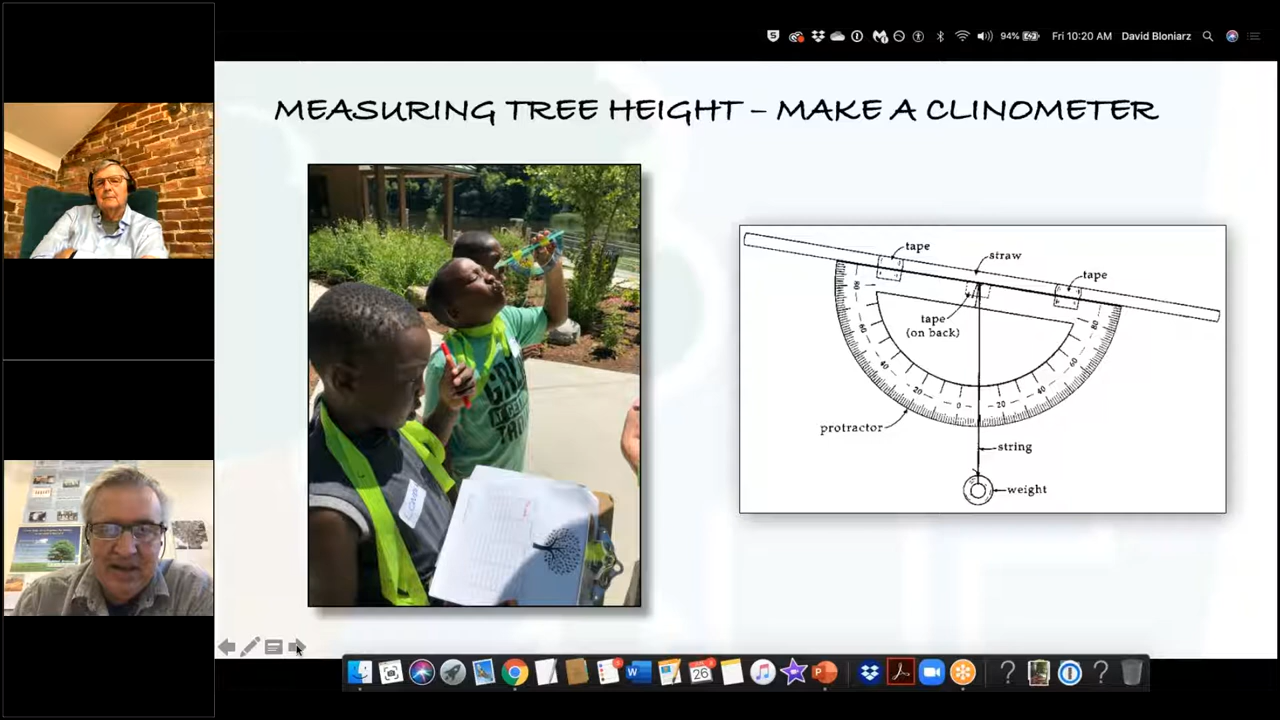 94%
Fri 10:20 AM
David Bloniarz
MEASURING TREE HEIGHT – MAKE A CLINOMETER
tape
straw
tape
tape
(on back)
80
60
40
20
0
20
40
60
80
protractor
string
weight
26